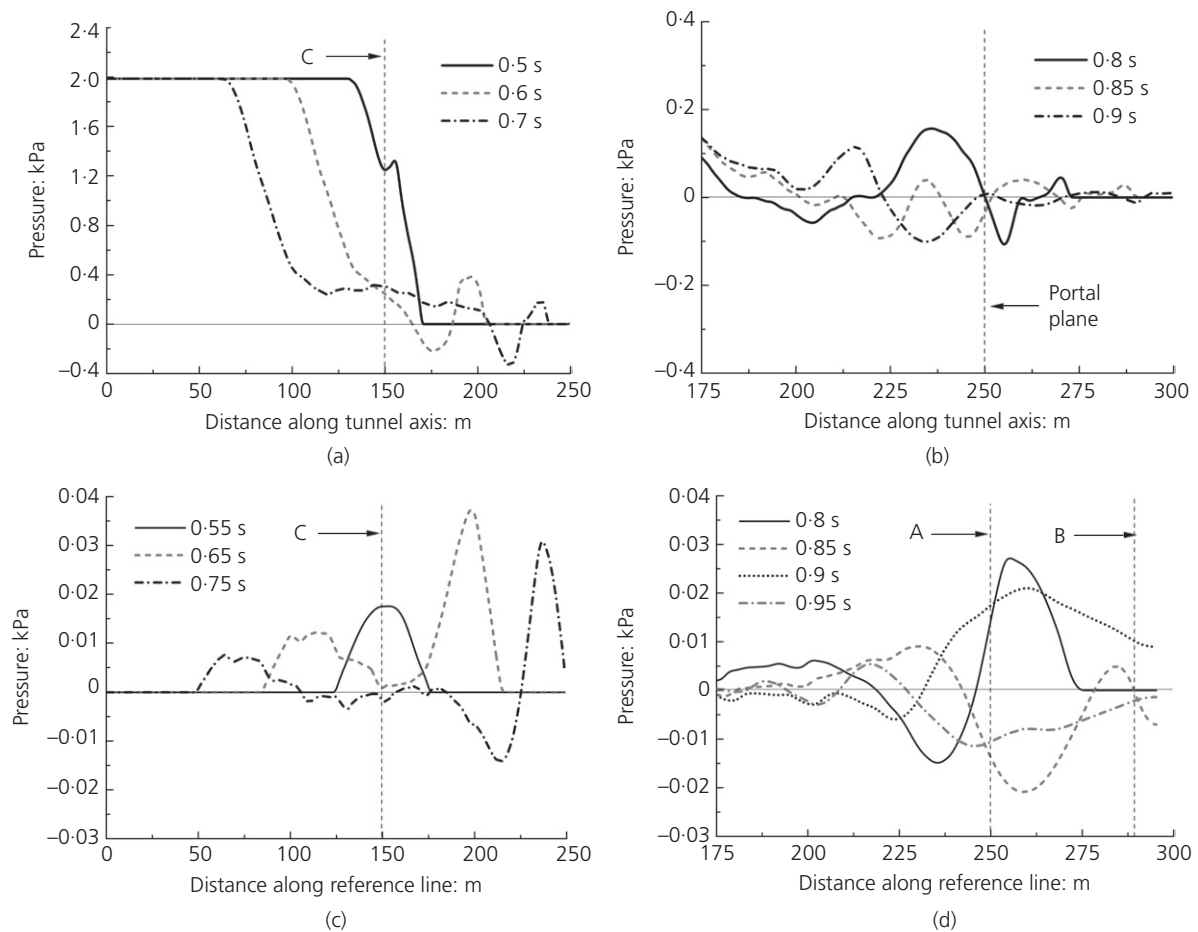 2·4
2·0
1·6
1·2
0·8
0·4
0
–0·4
Pressure: kPa
C
0·5 s
0·6 s
0·7 s
0 50 100 150 200 250
Distance along tunnel axis: m
(a)
0·4
0·2
0
–0·2
–0·4
Pressure: kPa
0·8 s
0·85 s
0·9 s
Portal
plane
175 200 225 250 275 300
Distance along tunnel axis: m
(b)
0·04
0·03
0·02
0·01
0
–0·01
–0·02
–0·03
Pressure: kPa
0·55 s
0·65 s
0·75 s
C
0 50 100 150 200 250
Distance along reference line: m
(c)
0·04
0·03
0·02
0·01
0
–0·01
–0·02
–0·03
Pressure: kPa
0·8 s
0·85 s
0·9 s
0·95 s
A
B
175 200 225 250 275 300
Distance along reference line: m
(d)